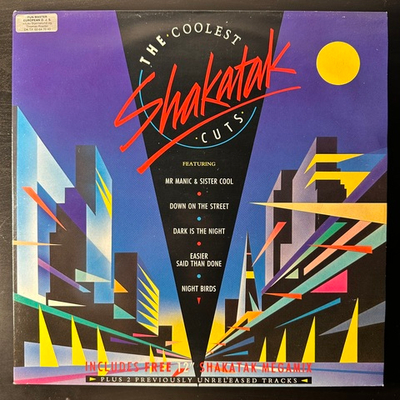 THE COOLEST
Shakatak
CUTS
FEATURING
MR MANIC & SISTER COOL
DOWN ON THE STREET
DARK IS THE NIGHT
EASIER
SAID THAN DONE
NIGHT BIRDS
INCLUDES FREE 12" SHAKATAK MEGAMIX
PLUS 2 PREVIOUSLY UNRELEASED TRACKS